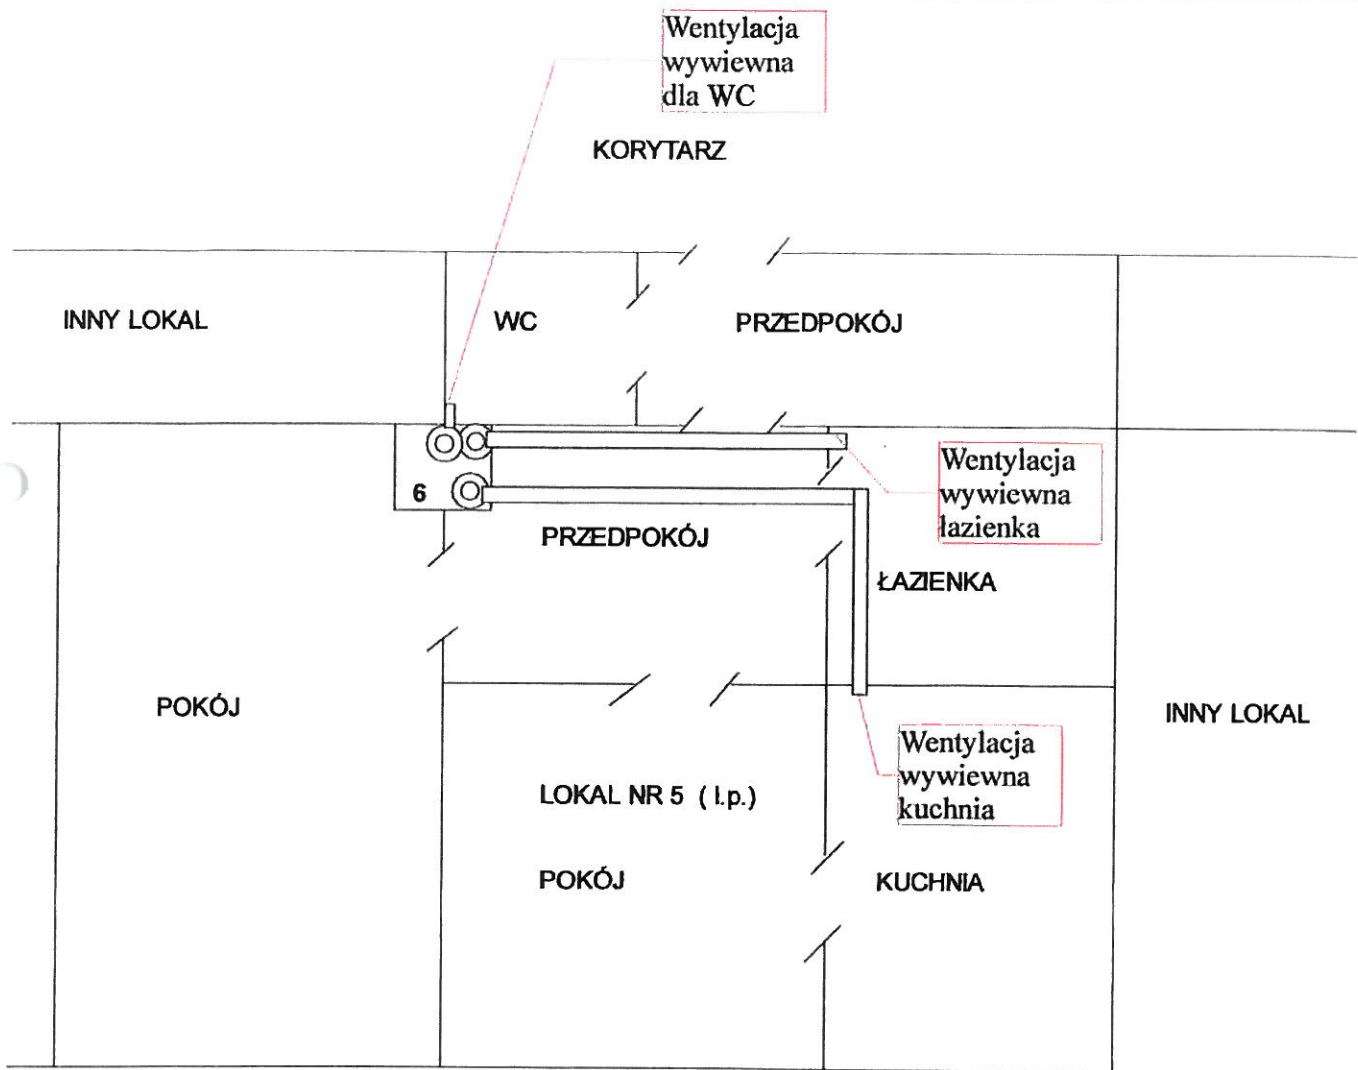 Wentylacja
wywiewna
dla WC
KORYTARZ
INNY LOKAL
WC
PRZEDPOKÓJ
6
Wentylacja
wywiewna
łazienka
PRZEDPOKÓJ
ŁAZIENKA
POKÓJ
INNY LOKAL
Wentylacja
wywiewna
kuchnia
LOKAL NR 5 ( l.p.)
POKÓJ
KUCHNIA